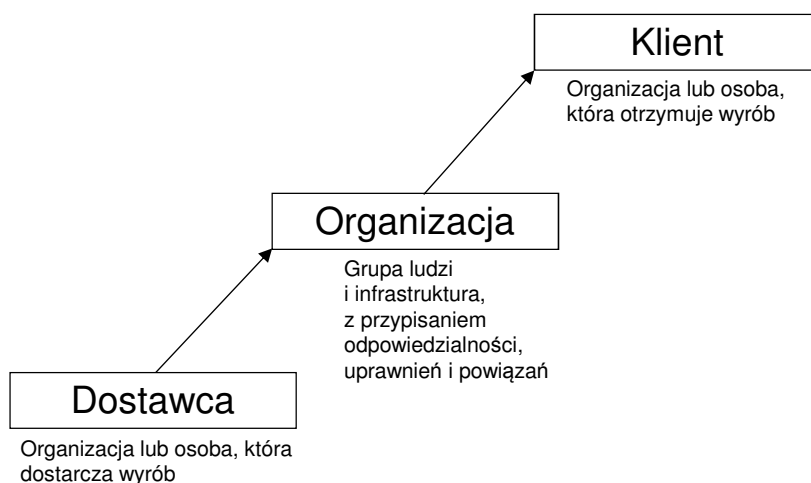 Klient
Organizacja lub osoba,
która otrzymuje wyrób
Organizacja
Grupa ludzi
i infrastruktura,
z przypisaniem
odpowiedzialności,
uprawnień i powiązań
Dostawca
Organizacja lub osoba, która
dostarcza wyrób